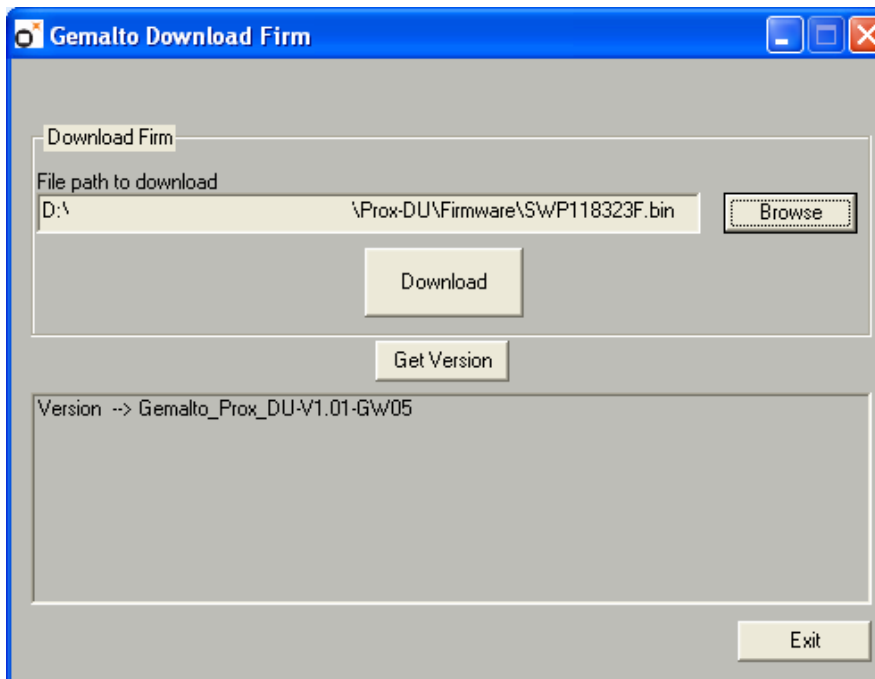 Gemalto Download Firm
Download Firm
File path to download
D:\ \Prox-DU\Firmware\SWP118323F.bin
Browse
Download
Get Version
Version --> Gemalto_Prox_DU-V1.01-GW05
Exit